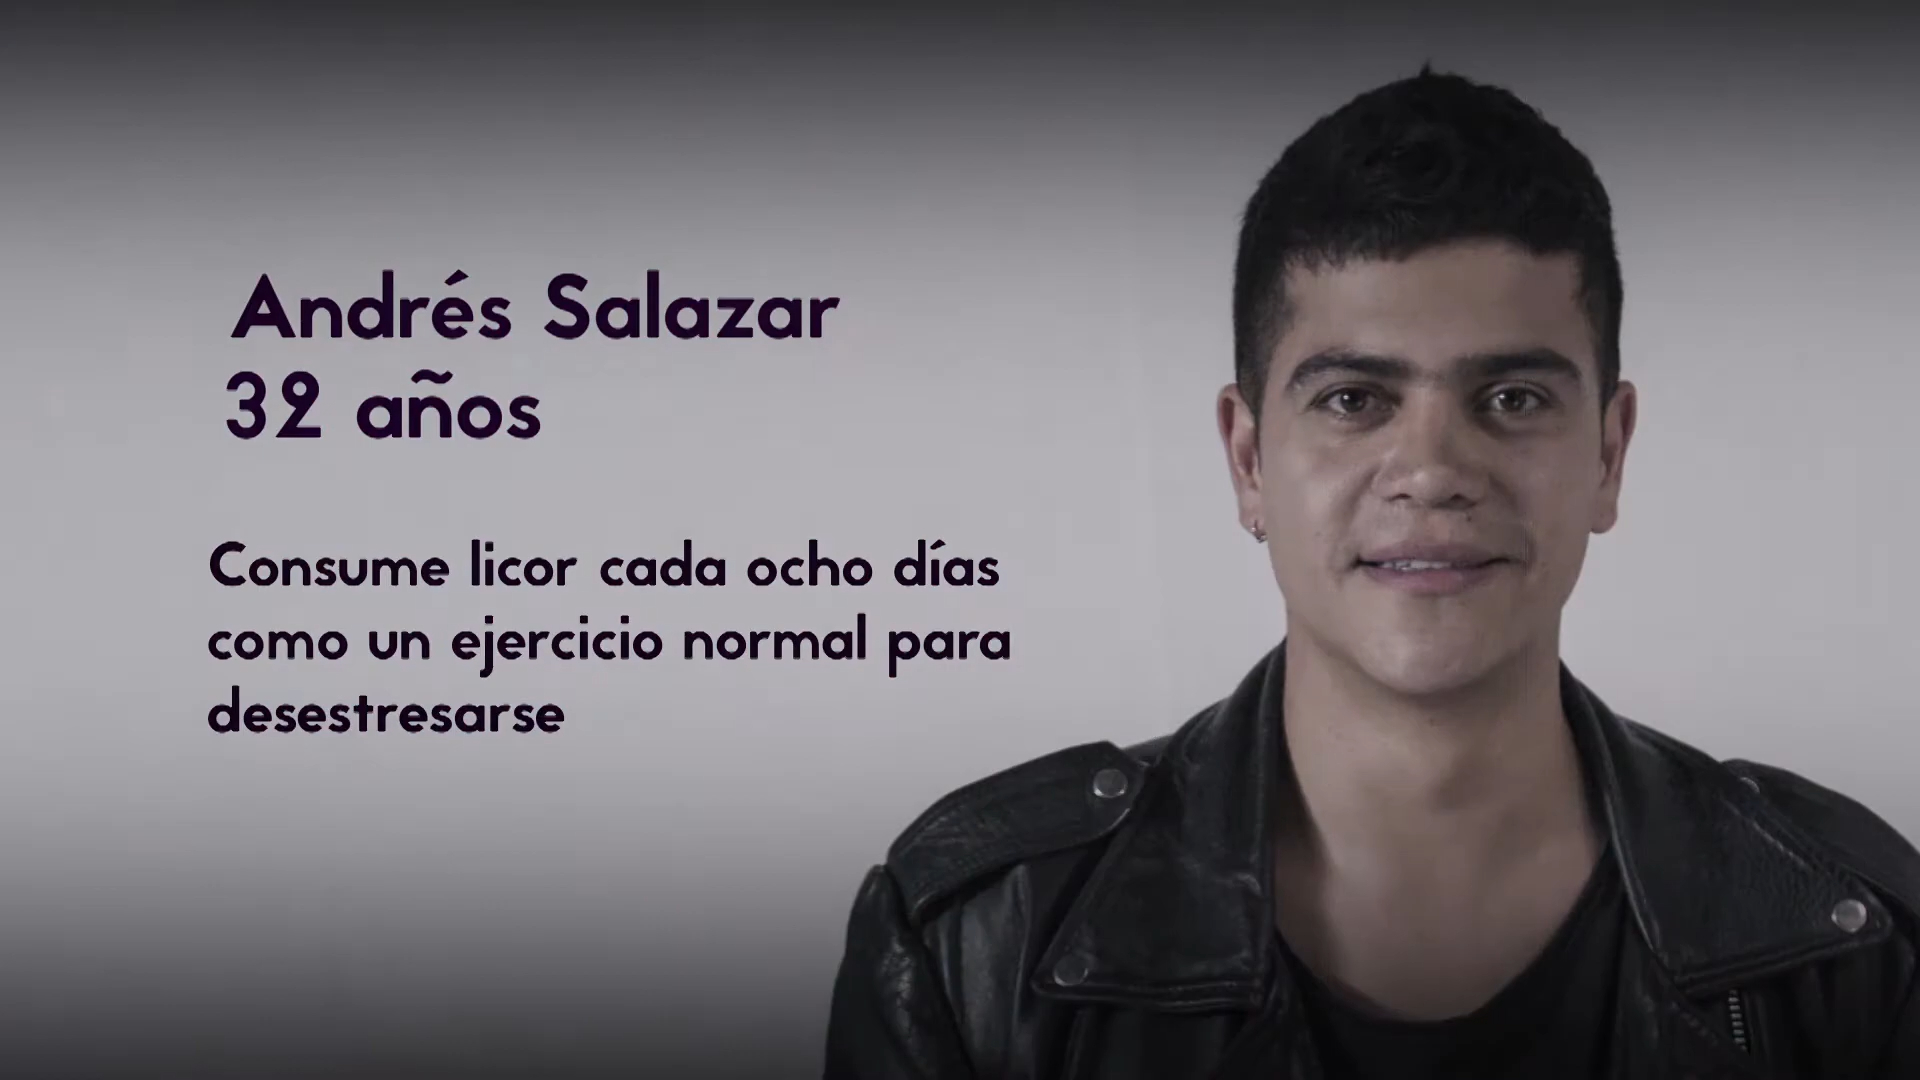 Andrés Salazar
32 años
Consume licor cada ocho días
como un ejercicio normal para
desestresarse